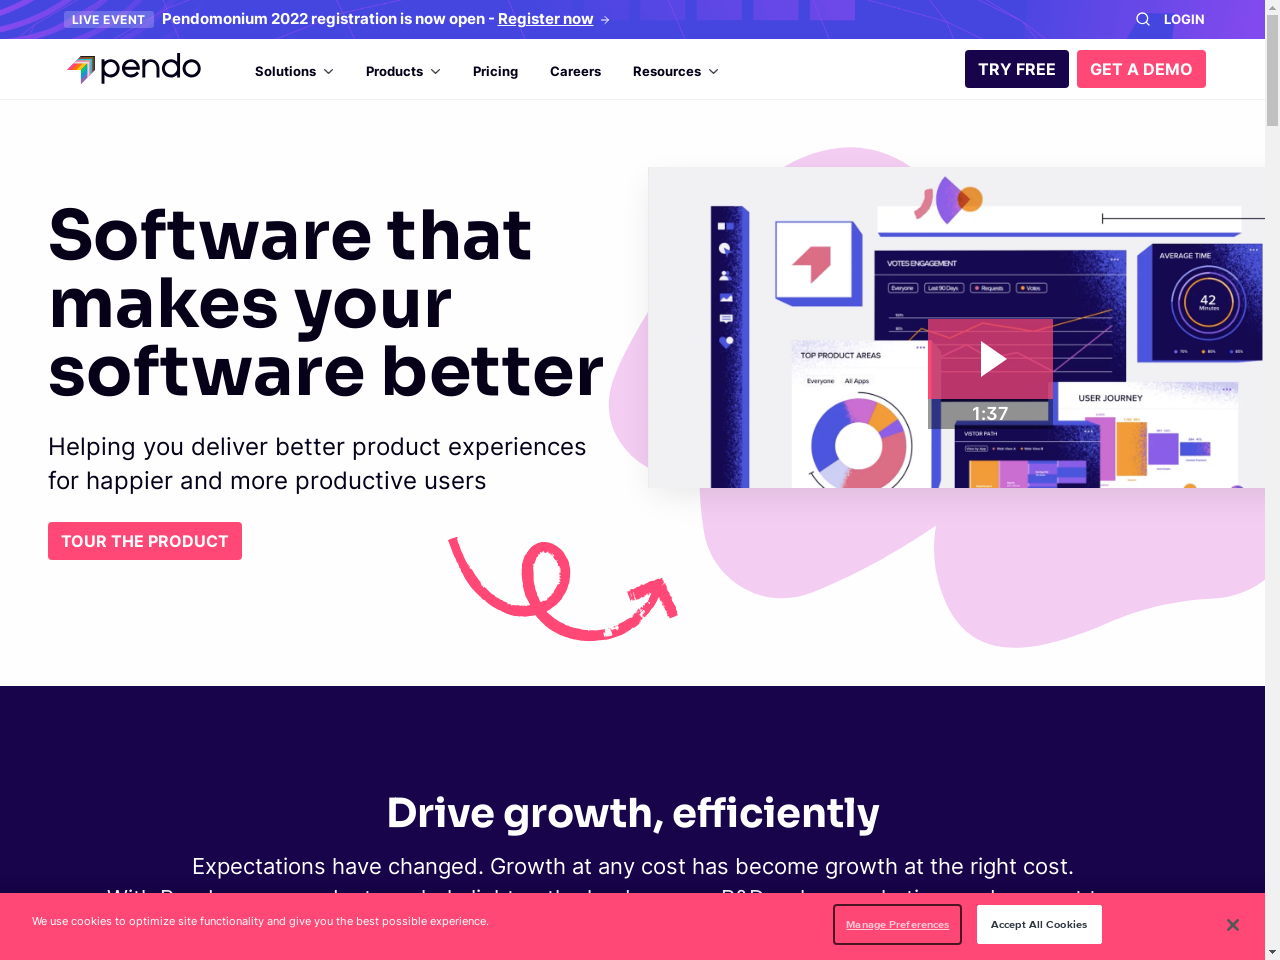 LIVE EVENT Pendomonium 2022 registration is now open - Register now
LOGIN
pendo
Solutions Products Pricing Careers Resources
TRY FREE GET A DEMO
Software that
makes your
software better
Helping you deliver better product experiences
for happier and more productive users
TOUR THE PRODUCT
VOTES ENGAGEMENT
Everyone Last 90 Days Requests Votes
AVERAGE TIME
42
Minutes
TOP PRODUCT AREAS
Everyone All Apps
1:37
USER JOURNEY
VISITOR PATH
Drive growth, efficiently
Expectations have changed. Growth at any cost has become growth at the right cost.
We use cookies to optimize site functionality and give you the best possible experience.
Manage Preferences
Accept All Cookies